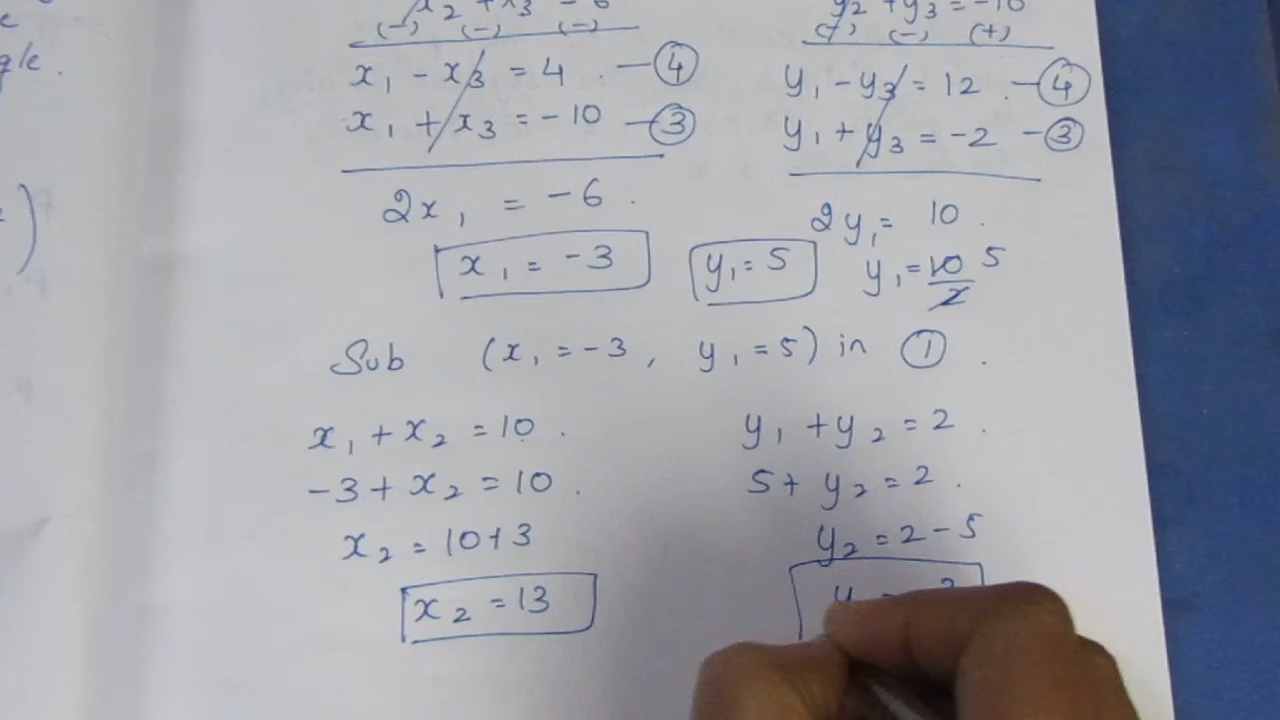 gle.
(-) (-) (-)
(+) (-) (+)
x₁ - x₃ = 4 . — ④
y₁ - y₃ = 12 . — ④
x₁ + x₃ = -10 — ③
y₁ + y₃ = -2 — ③
2x₁ = -6 .
2y₁ = 10 .
x₁ = -3
y₁ = 5
y₁ = 10/2 5
Sub (x₁ = -3 , y₁ = 5) in ① .
x₁ + x₂ = 10 .
y₁ + y₂ = 2 .
-3 + x₂ = 10 .
5 + y₂ = 2 .
x₂ = 10+3
y₂ = 2 - 5
x₂ = 13